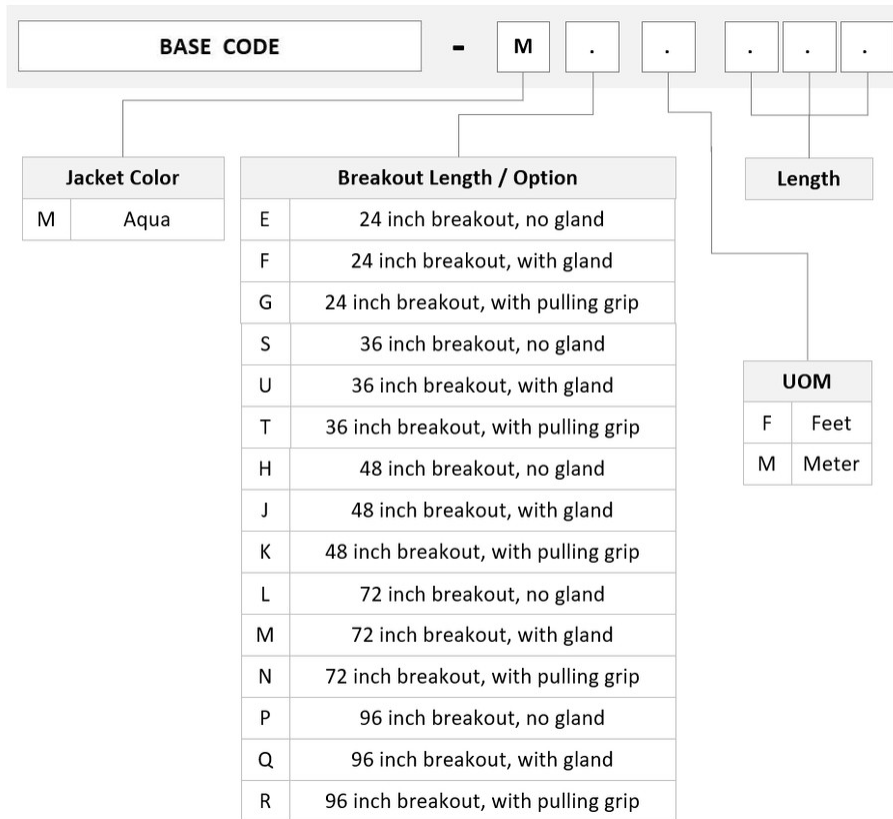 BASE CODE - M . . . . .
Jacket Color
M Aqua
Breakout Length / Option
E 24 inch breakout, no gland
F 24 inch breakout, with gland
G 24 inch breakout, with pulling grip
S 36 inch breakout, no gland
U 36 inch breakout, with gland
T 36 inch breakout, with pulling grip
H 48 inch breakout, no gland
J 48 inch breakout, with gland
K 48 inch breakout, with pulling grip
L 72 inch breakout, no gland
M 72 inch breakout, with gland
N 72 inch breakout, with pulling grip
P 96 inch breakout, no gland
Q 96 inch breakout, with gland
R 96 inch breakout, with pulling grip
Length
UOM
F Feet
M Meter